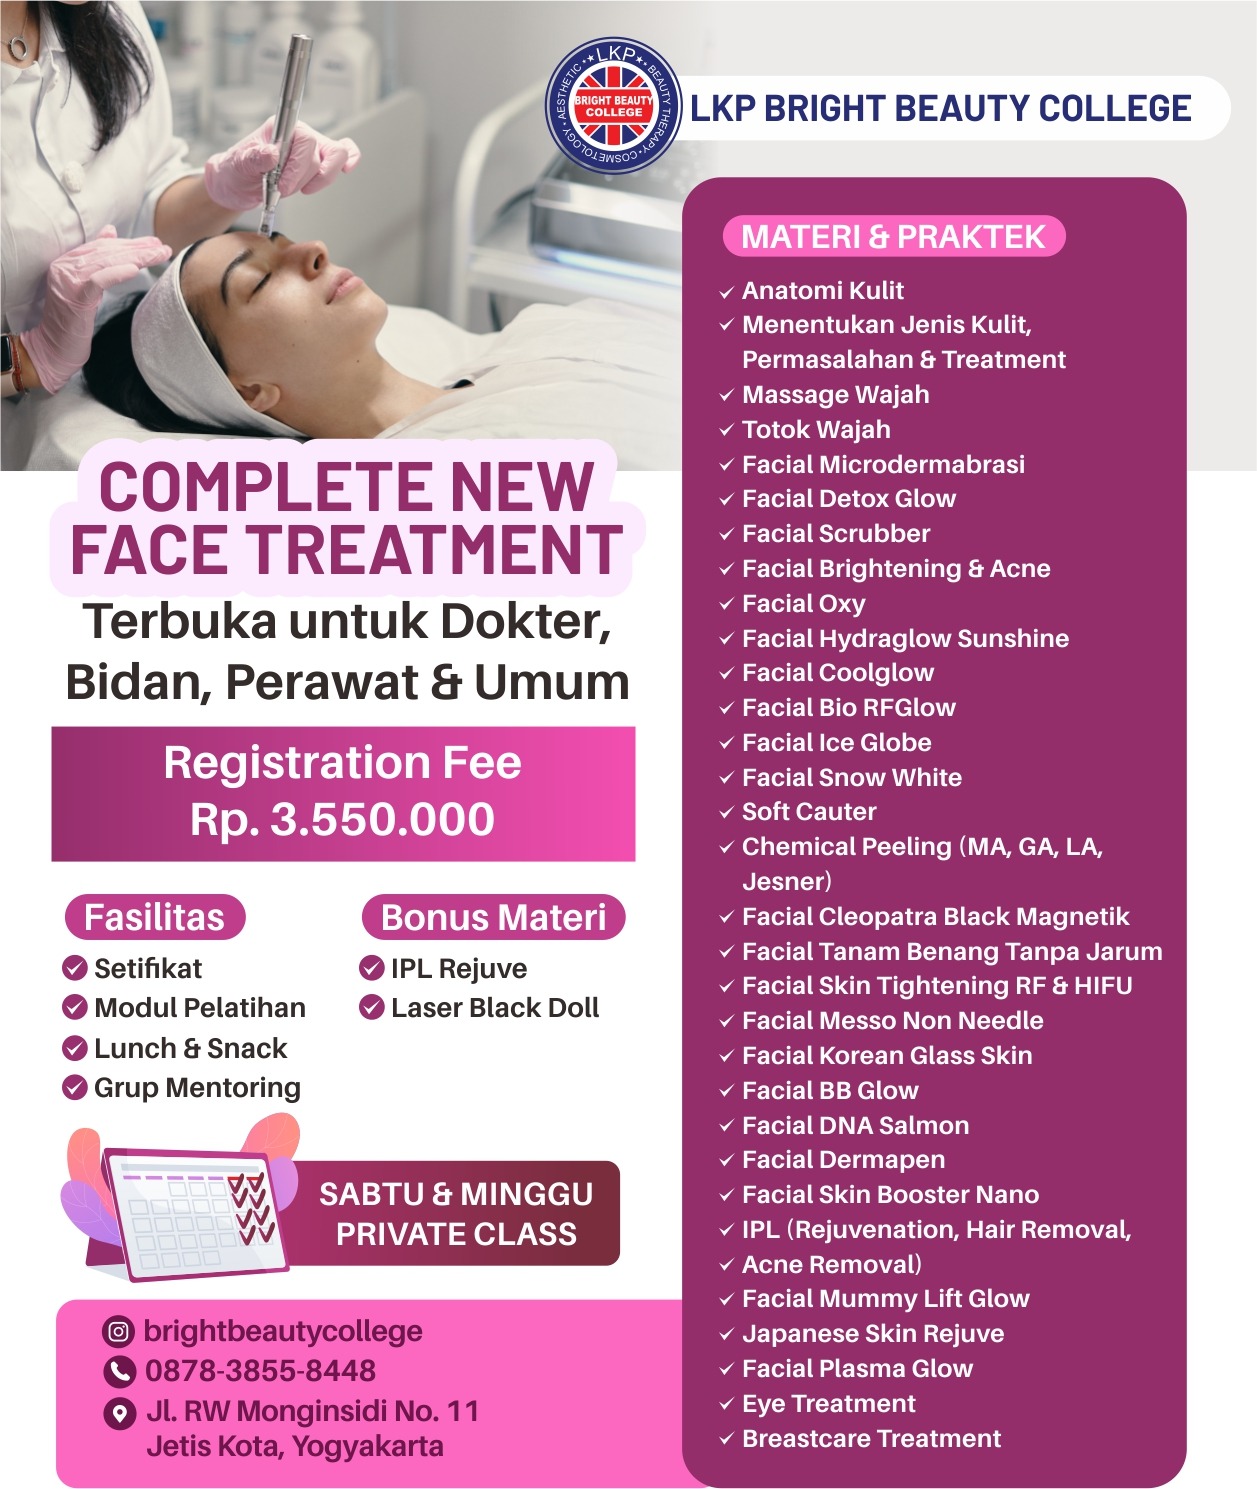 LKP
AESTHETIC • BEAUTY THERAPY • COSMETOLOGY
BRIGHT BEAUTY
COLLEGE
LKP BRIGHT BEAUTY COLLEGE
COMPLETE NEW
FACE TREATMENT
Terbuka untuk Dokter,
Bidan, Perawat & Umum
Registration Fee
Rp. 3.550.000
Fasilitas
Setifikat
Modul Pelatihan
Lunch & Snack
Grup Mentoring
Bonus Materi
IPL Rejuve
Laser Black Doll
SABTU & MINGGU
PRIVATE CLASS
brightbeautycollege
0878-3855-8448
Jl. RW Monginsidi No. 11
Jetis Kota, Yogyakarta
MATERI & PRAKTEK
Anatomi Kulit
Menentukan Jenis Kulit,
Permasalahan & Treatment
Massage Wajah
Totok Wajah
Facial Microdermabrasi
Facial Detox Glow
Facial Scrubber
Facial Brightening & Acne
Facial Oxy
Facial Hydraglow Sunshine
Facial Coolglow
Facial Bio RFGlow
Facial Ice Globe
Facial Snow White
Soft Cauter
Chemical Peeling (MA, GA, LA,
Jesner)
Facial Cleopatra Black Magnetik
Facial Tanam Benang Tanpa Jarum
Facial Skin Tightening RF & HIFU
Facial Messo Non Needle
Facial Korean Glass Skin
Facial BB Glow
Facial DNA Salmon
Facial Dermapen
Facial Skin Booster Nano
IPL (Rejuvenation, Hair Removal,
Acne Removal)
Facial Mummy Lift Glow
Japanese Skin Rejuve
Facial Plasma Glow
Eye Treatment
Breastcare Treatment